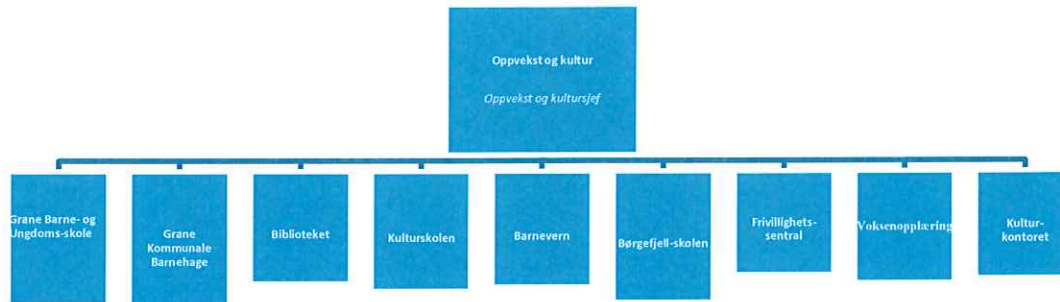 Oppvekst og kultur
Oppvekst og kultursjef
Grane Barne- og
Ungdoms-skole
Grane
Kommunale
Barnehage
Biblioteket
Kulturskolen
Barnevern
Børgefjell-skolen
Frivillighets-
sentral
Voksenopplæring
Kultur-
kontoret